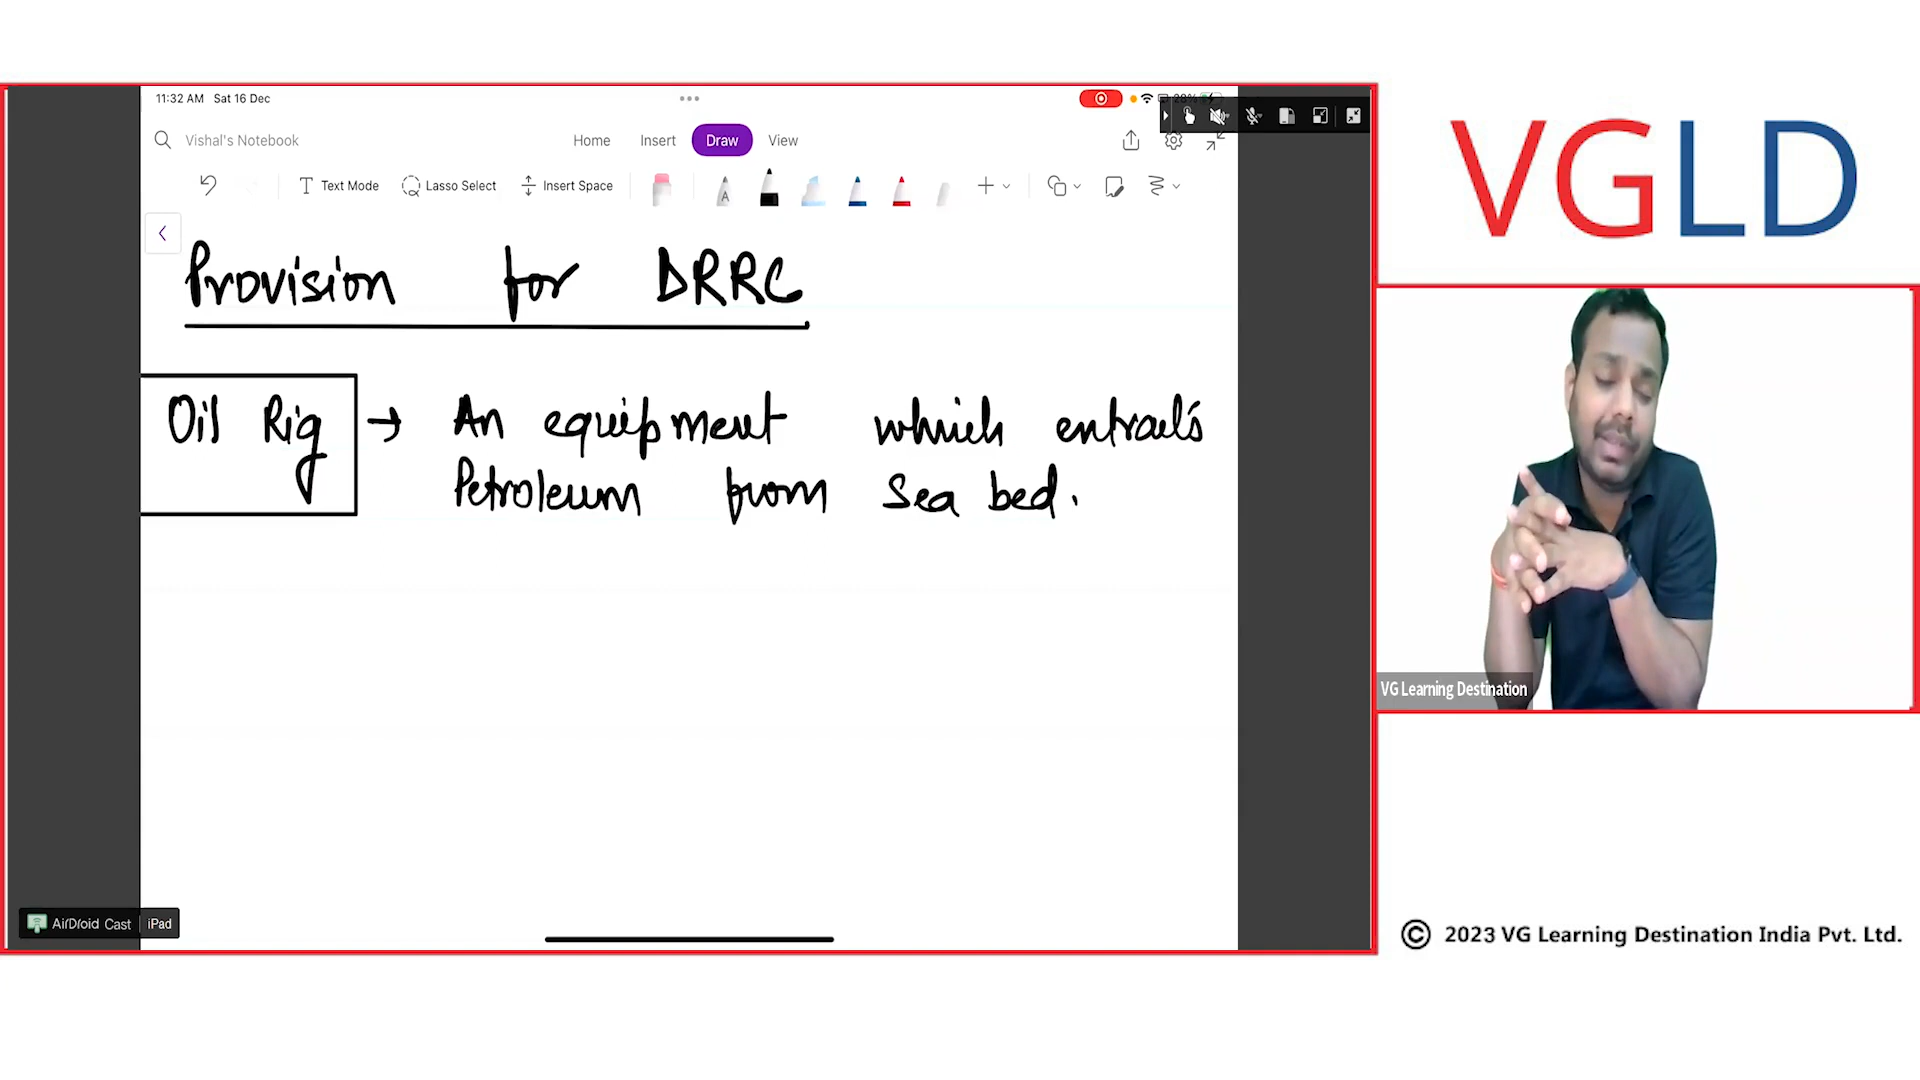 11:32 AM Sat 16 Dec
28%
Vishal's Notebook
Home Insert Draw View
Text Mode Lasso Select Insert Space
A
Provision for DRRC
Oil Rig → An equipment which
Petroleum from Sea bed.
AirDroid Cast iPad
VGLD
VG Learning Destination
© 2023 VG Learning Destination India Pvt. Ltd.